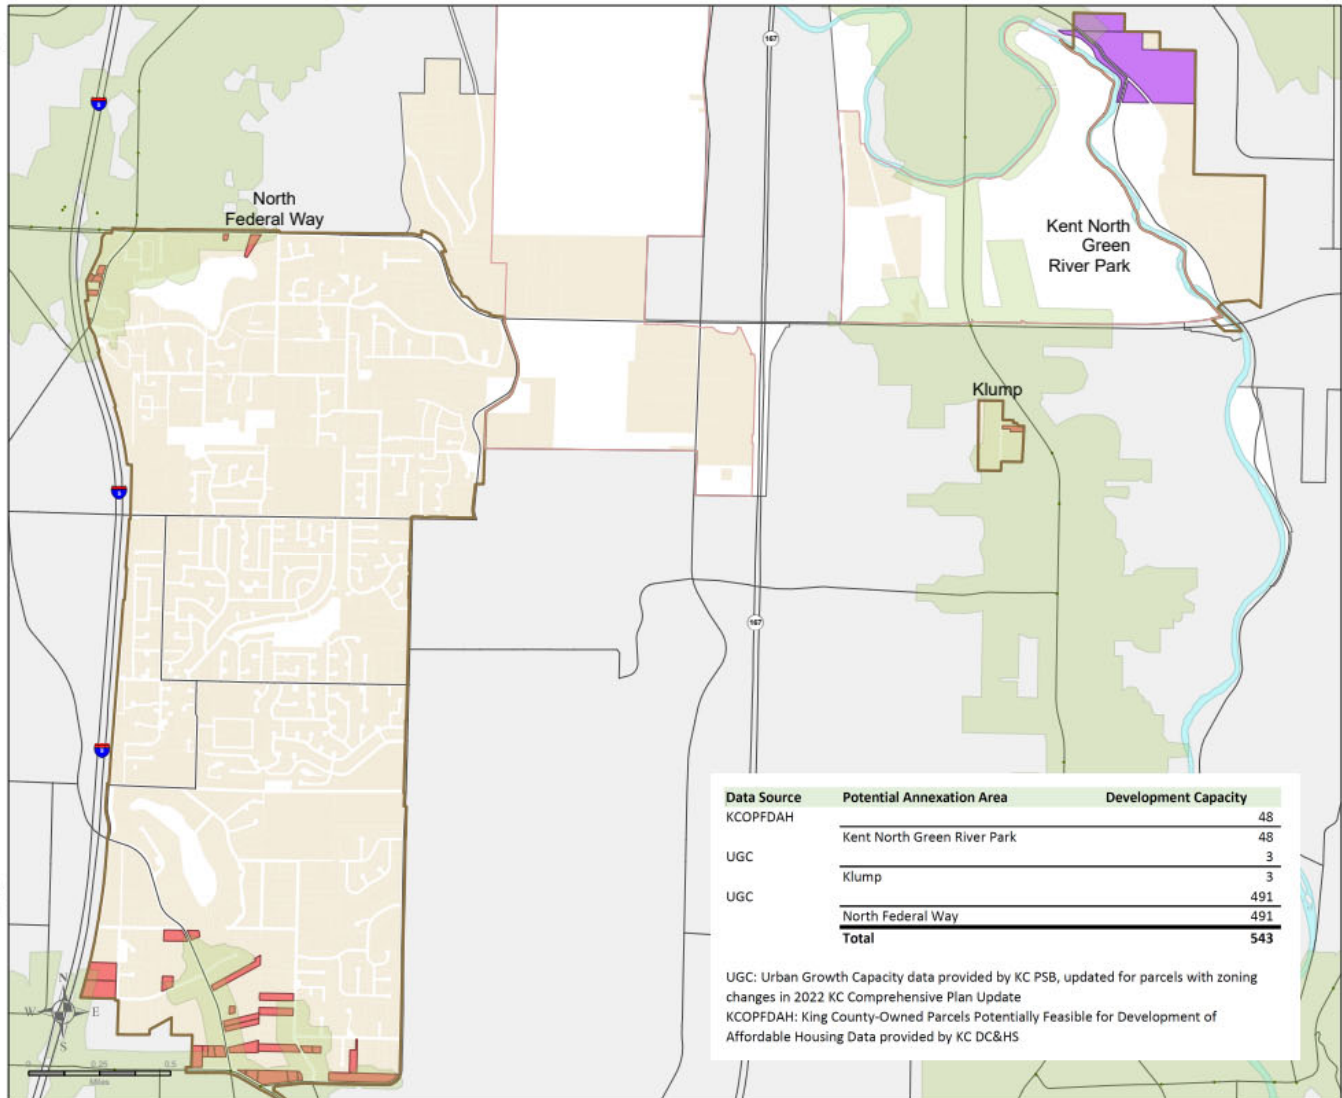 167
5
North
Federal Way
Kent North
Green
River Park
Klump
5
167
5
Data Source Potential Annexation Area Development Capacity
KCOPFDAH 48
Kent North Green River Park 48
UGC 3
Klump 3
UGC 491
North Federal Way 491
Total 543
UGC: Urban Growth Capacity data provided by KC PSB, updated for parcels with zoning
changes in 2022 KC Comprehensive Plan Update
KCOPFDAH: King County-Owned Parcels Potentially Feasible for Development of
Affordable Housing Data provided by KC DC&HS
N
W E
S
0 0.25 0.5
Miles